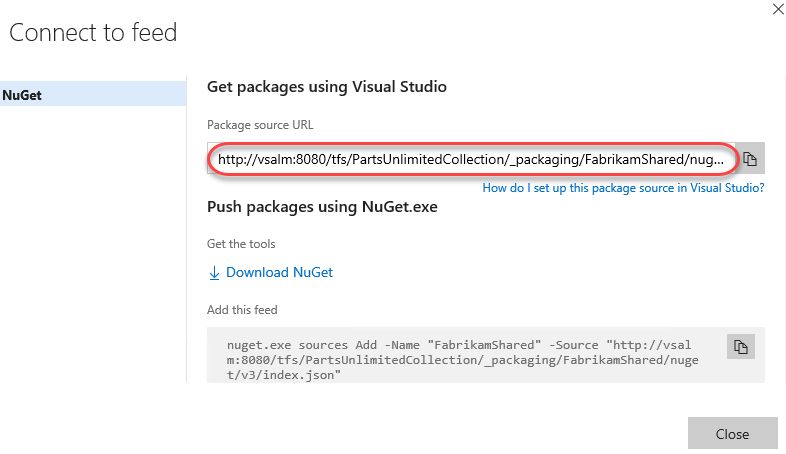 Connect to feed
NuGet
Get packages using Visual Studio
Package source URL
http://vsalm:8080/tfs/PartsUnlimitedCollection/_packaging/FabrikamShared/nug...
How do I set up this package source in Visual Studio?
Push packages using NuGet.exe
Get the tools
Download NuGet
Add this feed
nuget.exe sources Add -Name "FabrikamShared" -Source "http://vsal
m:8080/tfs/PartsUnlimitedCollection/_packaging/FabrikamShared/nuge
t/v3/index.json"
Close